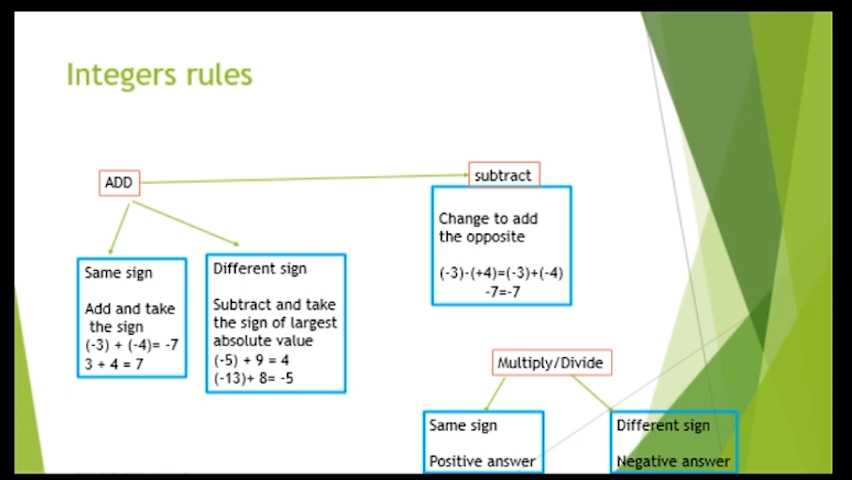 Integers rules
ADD
subtract
Same sign
Add and take
the sign
(-3) + (-4)= -7
3 + 4 = 7
Different sign
Subtract and take
the sign of largest
absolute value
(-5) + 9 = 4
(-13)+ 8= -5
Change to add
the opposite
(-3)-(+4)=(-3)+(-4)
-7=-7
Multiply/Divide
Same sign
Positive answer
Different sign
Negative answer